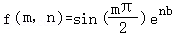 f(m, n)=sin(mπ/2)e^nb